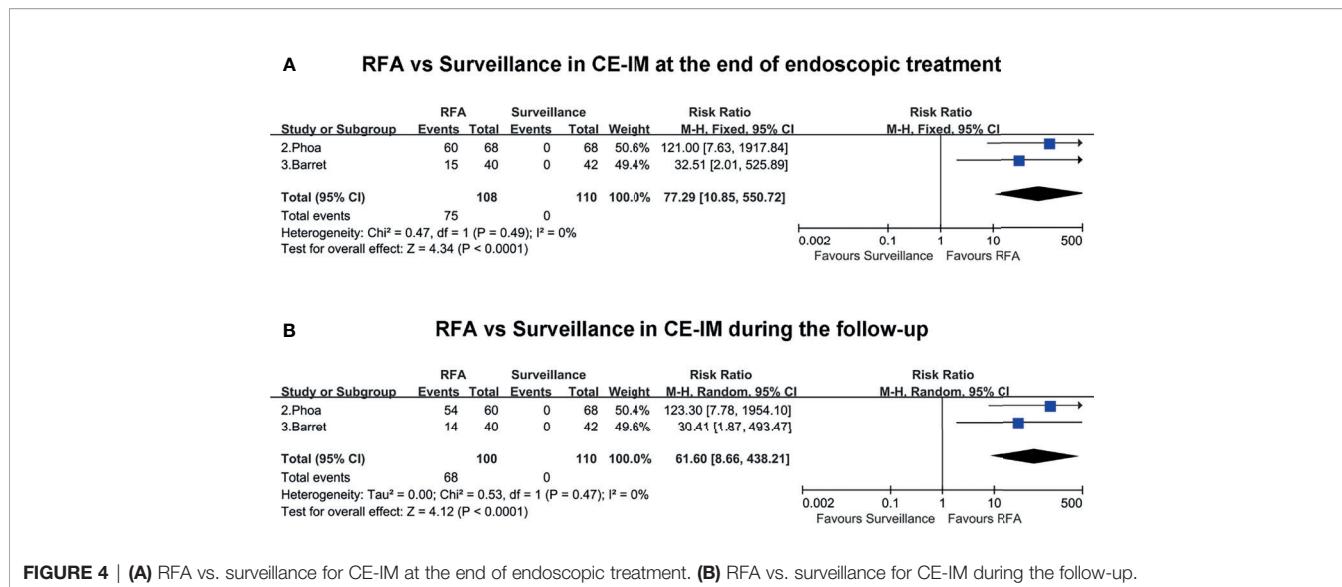 A RFA vs Surveillance in CE-IM at the end of endoscopic treatment
RFA Surveillance Risk Ratio Risk Ratio
Study or Subgroup Events Total Events Total Weight M-H, Fixed, 95% CI M-H, Fixed, 95% CI
2.Phoa 60 68 0 68 50.6% 121.00 [7.63, 1917.84]
3.Barret 15 40 0 42 49.4% 32.51 [2.01, 525.89]
Total (95% CI) 108 110 100.0% 77.29 [10.85, 550.72]
Total events 75 0
Heterogeneity: Chi² = 0.47, df = 1 (P = 0.49); I² = 0%
Test for overall effect: Z = 4.34 (P < 0.0001)
0.002 0.1 1 10 500
Favours Surveillance Favours RFA
B RFA vs Surveillance in CE-IM during the follow-up
RFA Surveillance Risk Ratio Risk Ratio
Study or Subgroup Events Total Events Total Weight M-H, Random, 95% CI M-H, Random, 95% CI
2.Phoa 54 60 0 68 50.4% 123.30 [7.78, 1954.10]
3.Barret 14 40 0 42 49.6% 30.41 [1.87, 493.47]
Total (95% CI) 100 110 100.0% 61.60 [8.66, 438.21]
Total events 68 0
Heterogeneity: Tau² = 0.00; Chi² = 0.53, df = 1 (P = 0.47); I² = 0%
Test for overall effect: Z = 4.12 (P < 0.0001)
0.002 0.1 1 10 500
Favours Surveillance Favours RFA
FIGURE 4 | (A) RFA vs. surveillance for CE-IM at the end of endoscopic treatment. (B) RFA vs. surveillance for CE-IM during the follow-up.